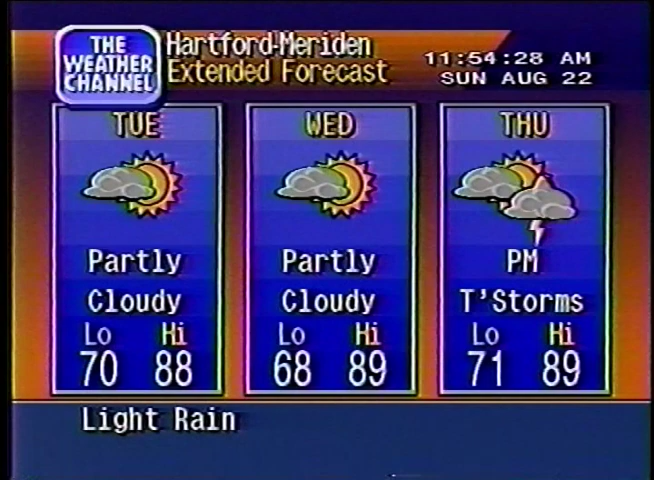 THE
WEATHER
CHANNEL
Hartford-Meriden
Extended Forecast
11:54:28 AM
SUN AUG 22
TUE
Partly
Cloudy
Lo Hi
70 88
WED
Partly
Cloudy
Lo Hi
68 89
THU
PM
T'Storms
Lo Hi
71 89
Light Rain